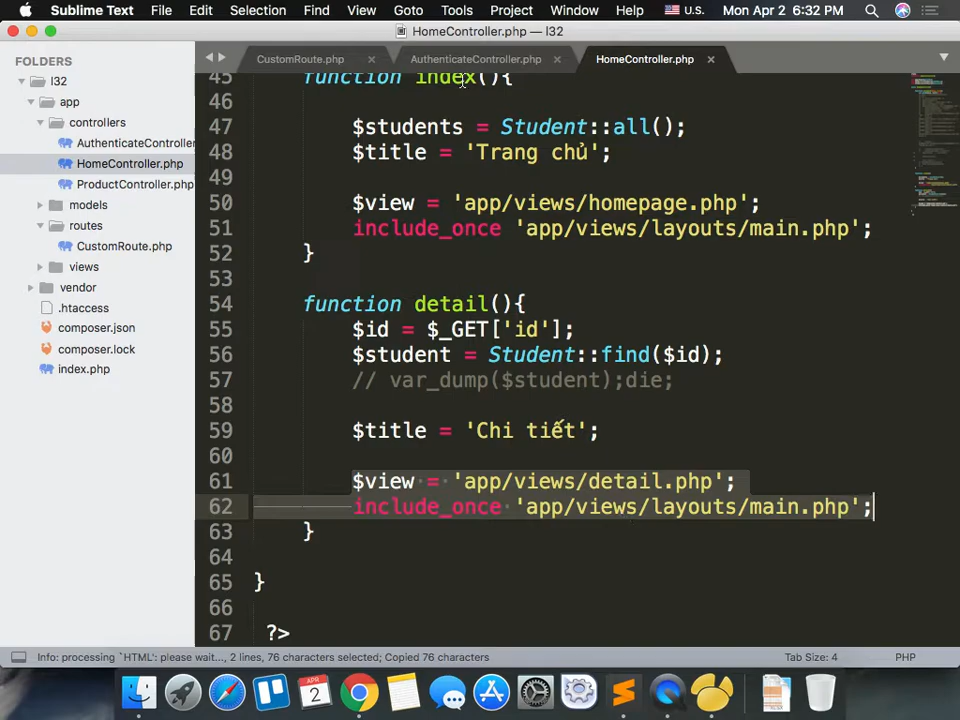 Sublime Text File Edit Selection Find View Goto Tools Project Window Help U.S. Mon Apr 2 6:32 PM
HomeController.php — l32
FOLDERS
l32
app
controllers
AuthenticateController
HomeController.php
ProductController.php
models
routes
CustomRoute.php
views
vendor
.htaccess
composer.json
composer.lock
index.php
CustomRoute.php AuthenticateController.php HomeController.php
45 function index(){
46
47 $students = Student::all();
48 $title = 'Trang chủ';
49
50 $view = 'app/views/homepage.php';
51 include_once 'app/views/layouts/main.php';
52 }
53
54 function detail(){
55 $id = $_GET['id'];
56 $student = Student::find($id);
57 // var_dump($student);die;
58
59 $title = 'Chi tiết';
60
61 $view = 'app/views/detail.php';
62 include_once 'app/views/layouts/main.php';
63 }
64
65 }
66
67 ?>
Info: processing `HTML': please wait..., 2 lines, 76 characters selected; Copied 76 characters Tab Size: 4 PHP
2